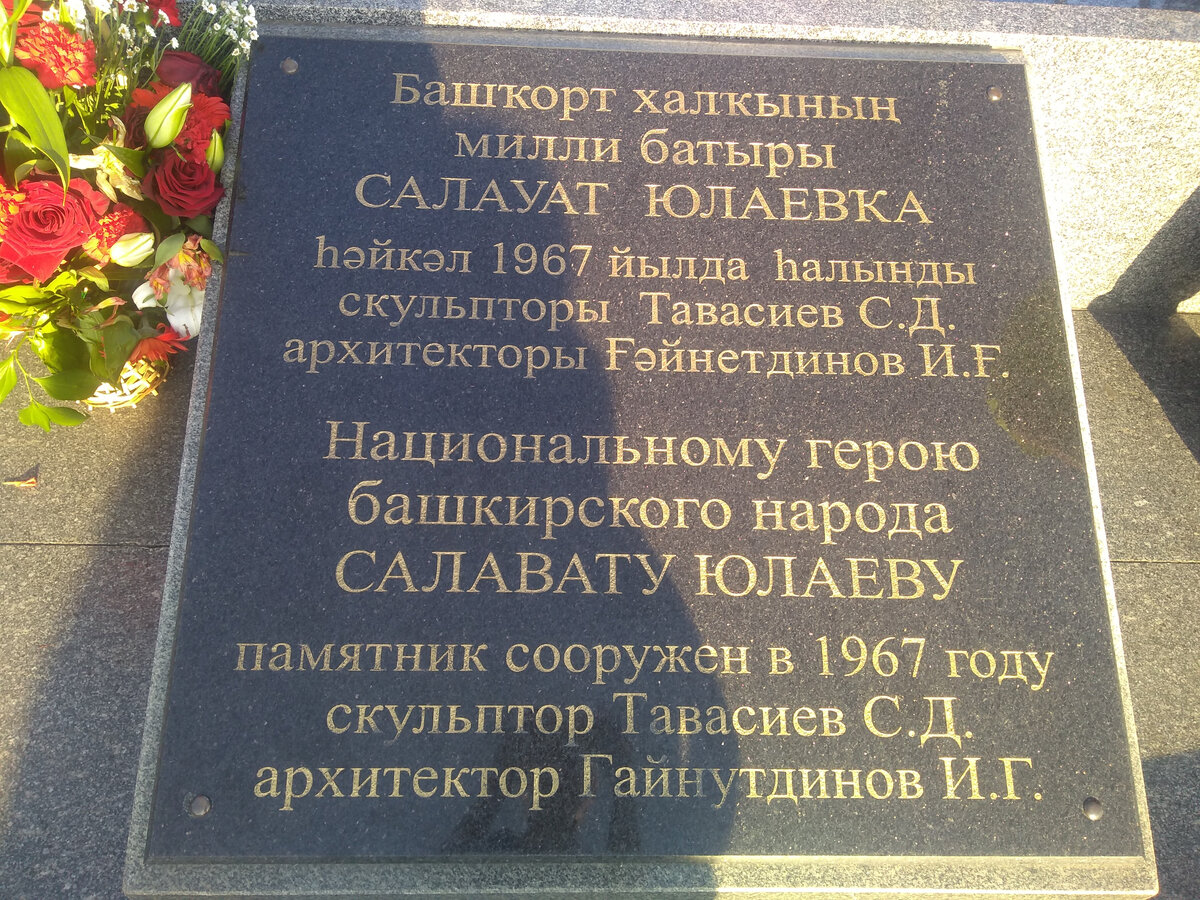 Башҡорт халҡының
милли батыры
САЛАУАТ ЮЛАЕВКА
һәйкәл 1967 йылда һалынды
скульпторы Тавасиев С.Д.
архитекторы Ғәйнетдинов И.Ғ.
Национальному герою
башкирского народа
САЛАВАТУ ЮЛАЕВУ
памятник сооружен в 1967 году
скульптор Тавасиев С.Д.
архитектор Гайнутдинов И.Г.